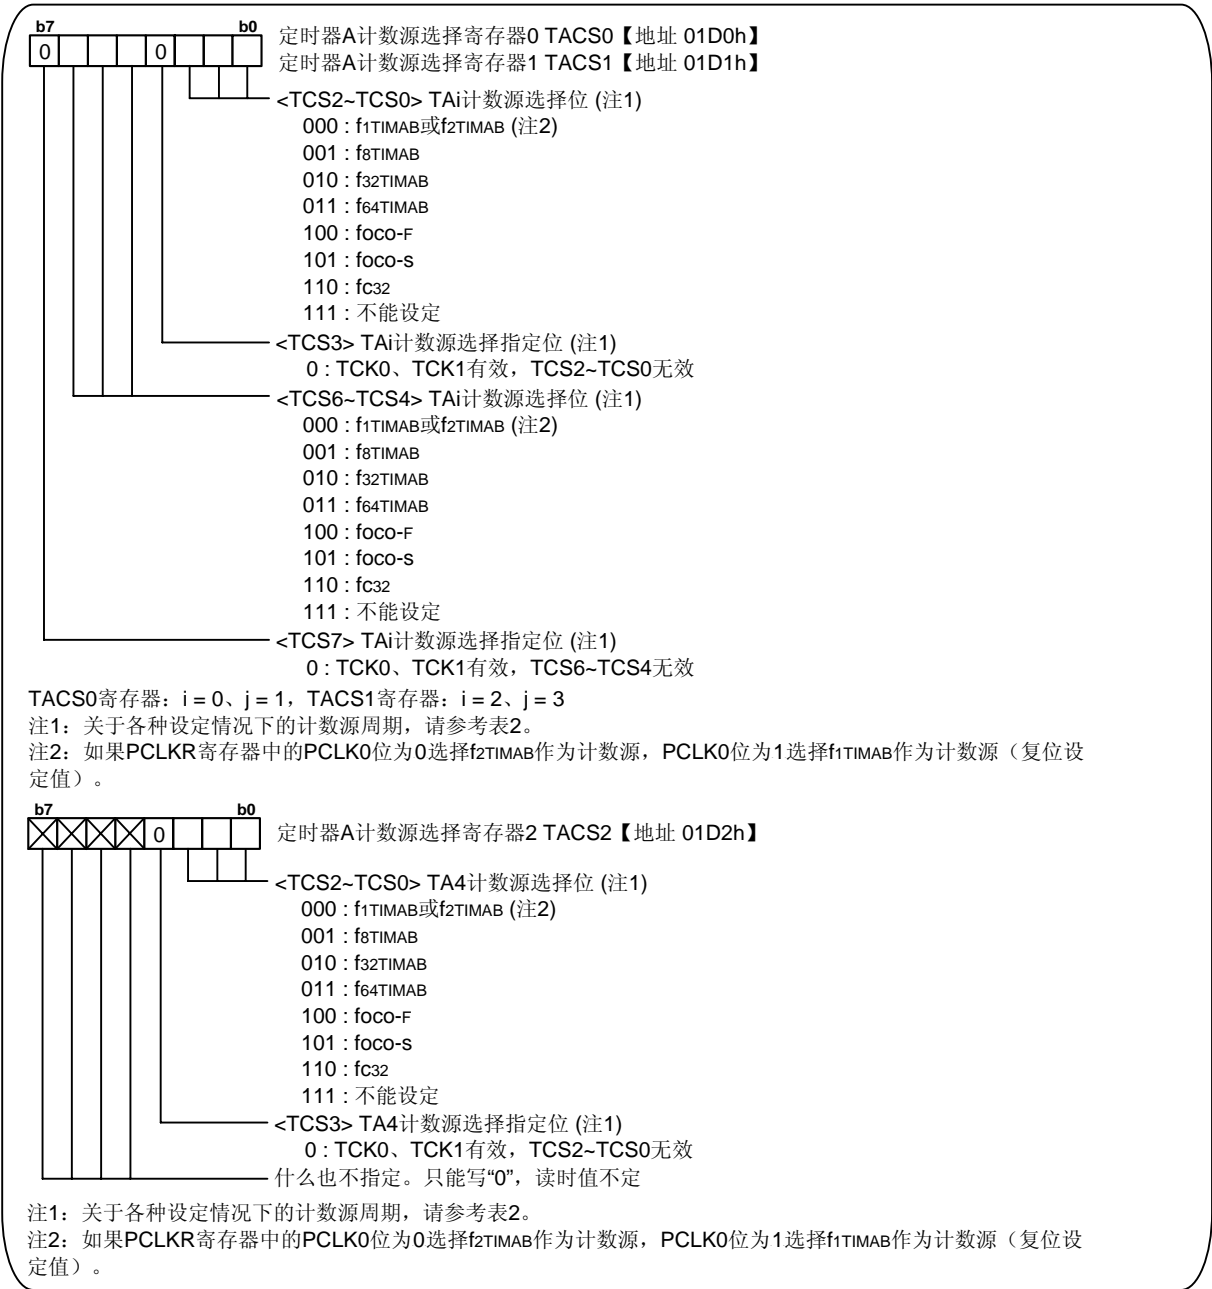 b7 b0 定时器A计数源选择寄存器0 TACS0【地址 01D0h】
0 0 定时器A计数源选择寄存器1 TACS1【地址 01D1h】
<TCS2~TCS0> TAi计数源选择位 (注1)
000 : f1TIMAB或f2TIMAB (注2)
001 : f8TIMAB
010 : f32TIMAB
011 : f64TIMAB
100 : foco-F
101 : foco-s
110 : fc32
111 : 不能设定
<TCS3> TAi计数源选择指定位 (注1)
0 : TCK0、TCK1有效，TCS2~TCS0无效
<TCS6~TCS4> TAi计数源选择位 (注1)
000 : f1TIMAB或f2TIMAB (注2)
001 : f8TIMAB
010 : f32TIMAB
011 : f64TIMAB
100 : foco-F
101 : foco-s
110 : fc32
111 : 不能设定
<TCS7> TAi计数源选择指定位 (注1)
0 : TCK0、TCK1有效，TCS6~TCS4无效
TACS0寄存器：i = 0、j = 1，TACS1寄存器：i = 2、j = 3
注1：关于各种设定情况下的计数源周期，请参考表2。
注2：如果PCLKR寄存器中的PCLK0位为0选择f2TIMAB作为计数源，PCLK0位为1选择f1TIMAB作为计数源（复位设
定值）。
b7 b0
0 定时器A计数源选择寄存器2 TACS2【地址 01D2h】
<TCS2~TCS0> TA4计数源选择位 (注1)
000 : f1TIMAB或f2TIMAB (注2)
001 : f8TIMAB
010 : f32TIMAB
011 : f64TIMAB
100 : foco-F
101 : foco-s
110 : fc32
111 : 不能设定
<TCS3> TA4计数源选择指定位 (注1)
0 : TCK0、TCK1有效，TCS2~TCS0无效
什么也不指定。只能写“0”，读时值不定
注1：关于各种设定情况下的计数源周期，请参考表2。
注2：如果PCLKR寄存器中的PCLK0位为0选择f2TIMAB作为计数源，PCLK0位为1选择f1TIMAB作为计数源（复位设
定值）。